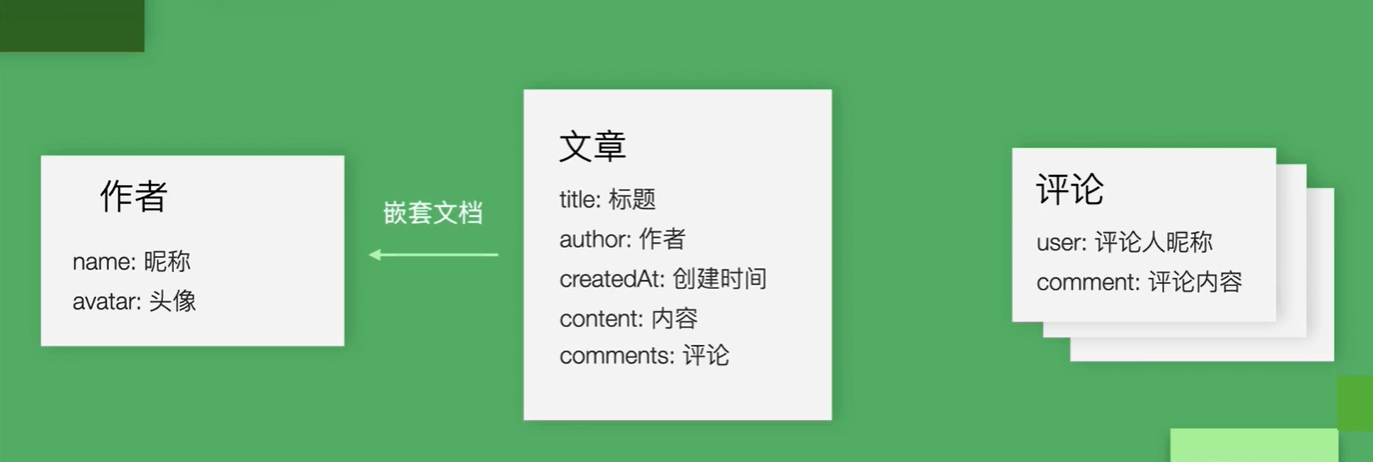 作者
name: 昵称
avatar: 头像
嵌套文档
文章
title: 标题
author: 作者
createdAt: 创建时间
content: 内容
comments: 评论
评论
user: 评论人昵称
comment: 评论内容